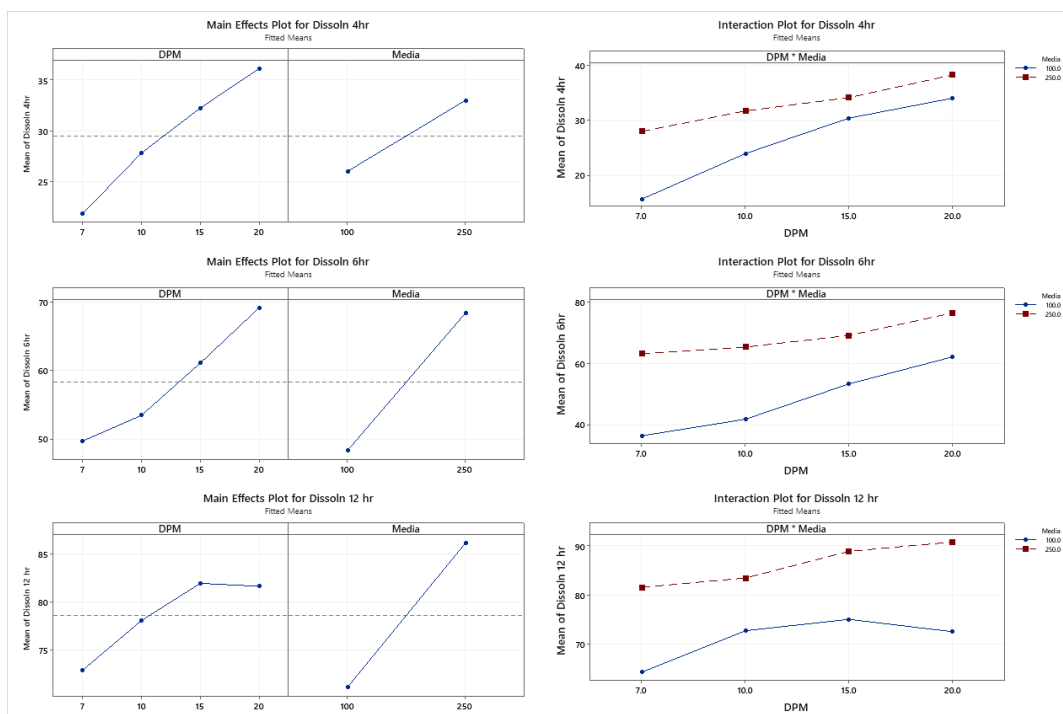 Main Effects Plot for Dissoln 4hr
Fitted Means
DPM
Media
Mean of Dissoln 4hr
35
30
25
7
10
15
20
100
250
Interaction Plot for Dissoln 4hr
Fitted Means
DPM * Media
Mean of Dissoln 4hr
40
30
20
7.0
10.0
15.0
20.0
DPM
Media
100.0
250.0
Main Effects Plot for Dissoln 6hr
Fitted Means
DPM
Media
Mean of Dissoln 6hr
70
60
50
7
10
15
20
100
250
Interaction Plot for Dissoln 6hr
Fitted Means
DPM * Media
Mean of Dissoln 6hr
80
60
40
7.0
10.0
15.0
20.0
DPM
Media
100.0
250.0
Main Effects Plot for Dissoln 12 hr
Fitted Means
DPM
Media
Mean of Dissoln 12 hr
85
80
75
7
10
15
20
100
250
Interaction Plot for Dissoln 12 hr
Fitted Means
DPM * Media
Mean of Dissoln 12 hr
90
80
70
7.0
10.0
15.0
20.0
DPM
Media
100.0
250.0